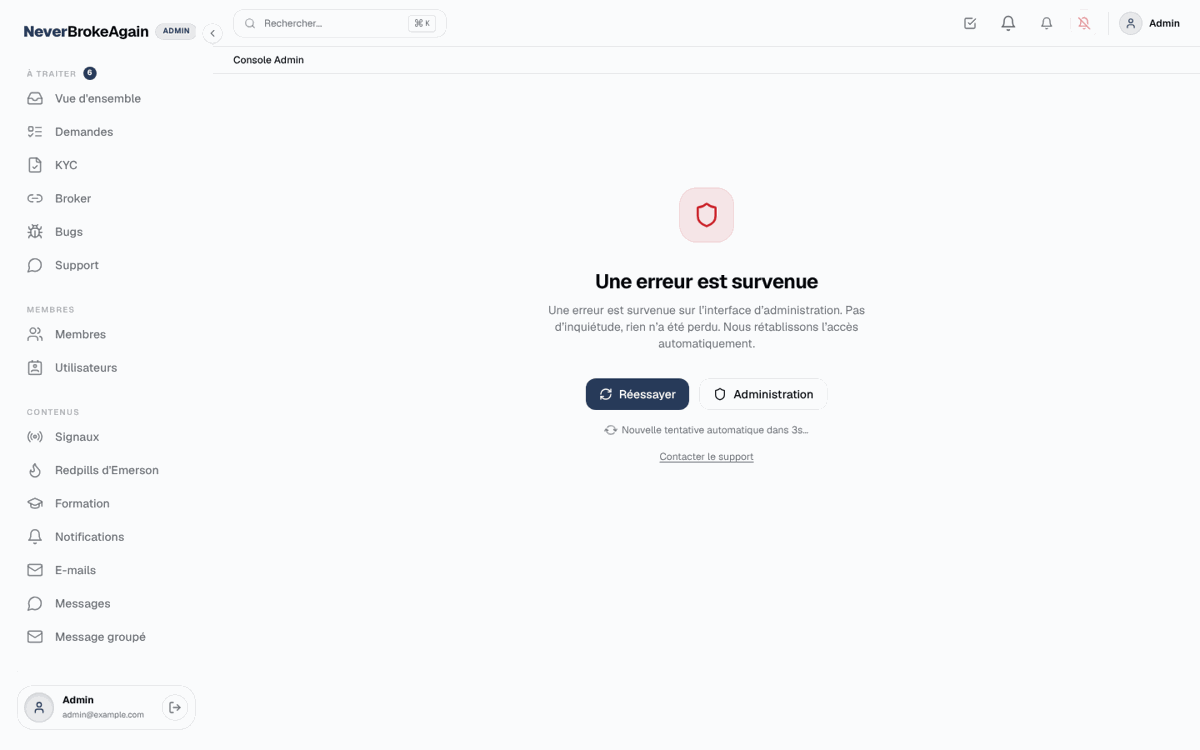 NeverBrokeAgain ADMIN
Rechercher...
⌘ K
Admin
Console Admin
À TRAITER 6
Vue d'ensemble
Demandes
KYC
Broker
Bugs
Support
MEMBRES
Membres
Utilisateurs
CONTENUS
Signaux
Redpills d'Emerson
Formation
Notifications
E-mails
Messages
Message groupé
Admin
admin@example.com
Une erreur est survenue
Une erreur est survenue sur l’interface d’administration. Pas
d’inquiétude, rien n’a été perdu. Nous rétablissons l’accès
automatiquement.
Réessayer
Administration
Nouvelle tentative automatique dans 3s...
Contacter le support